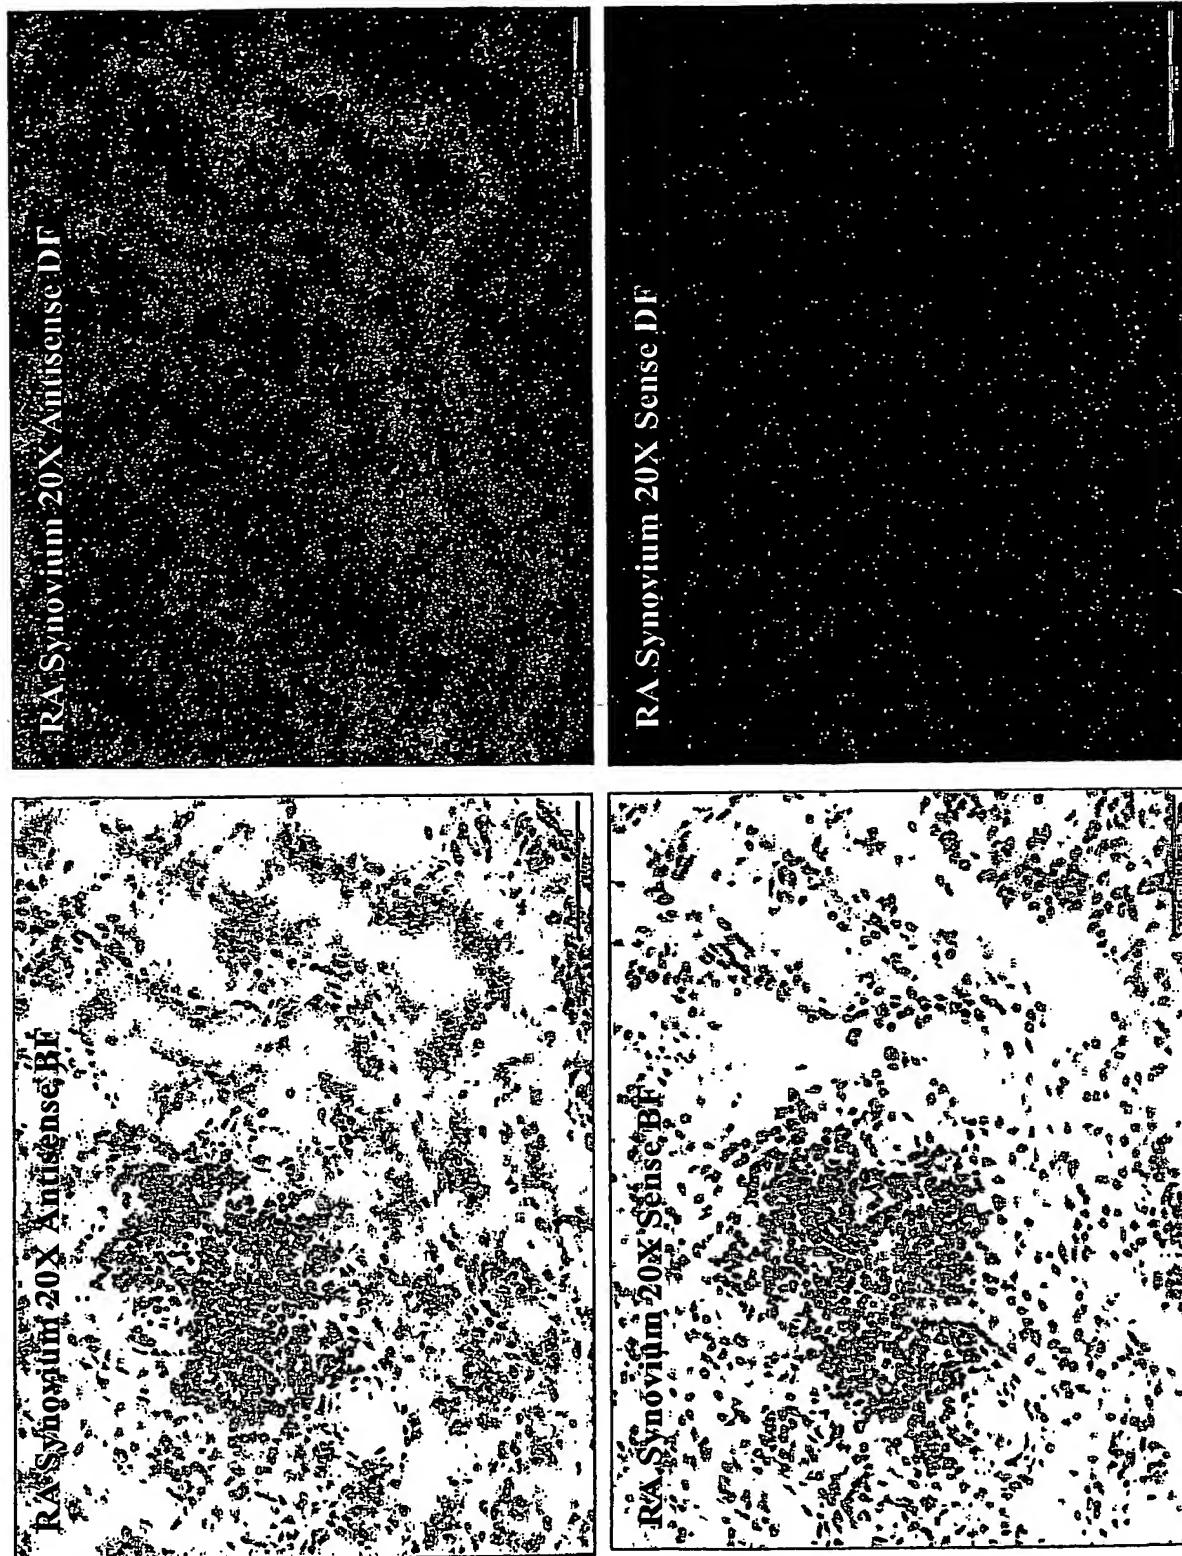 RA Synovium 20X Antisense BF
RA Synovium 20X Antisense DF
RA Synovium 20x Sense BF
RA Synovium 20X Sense DF